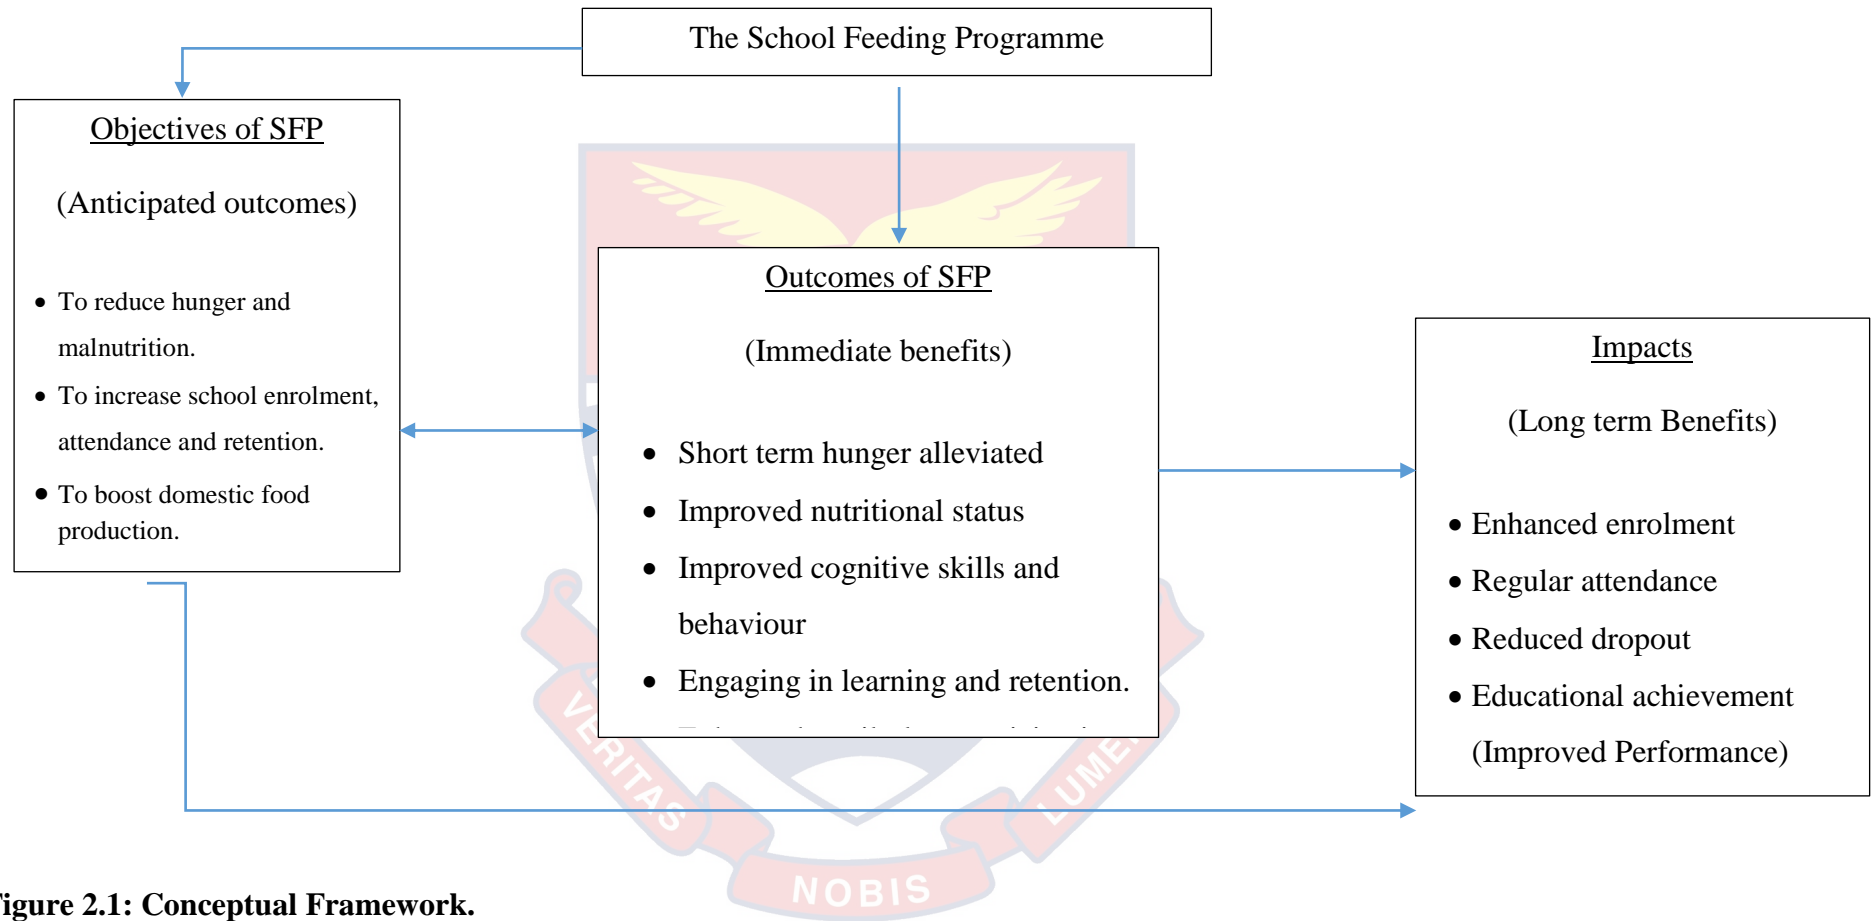 The School Feeding Programme
Objectives of SFP
(Anticipated outcomes)
• To reduce hunger and
malnutrition.
• To increase school enrolment,
attendance and retention.
• To boost domestic food
production.
Outcomes of SFP
(Immediate benefits)
• Short term hunger alleviated
• Improved nutritional status
• Improved cognitive skills and
behaviour
• Engaging in learning and retention.
Impacts
(Long term Benefits)
• Enhanced enrolment
• Regular attendance
• Reduced dropout
• Educational achievement
(Improved Performance)
VERITAS
NOBIS
LUMEN
igure 2.1: Conceptual Framework.